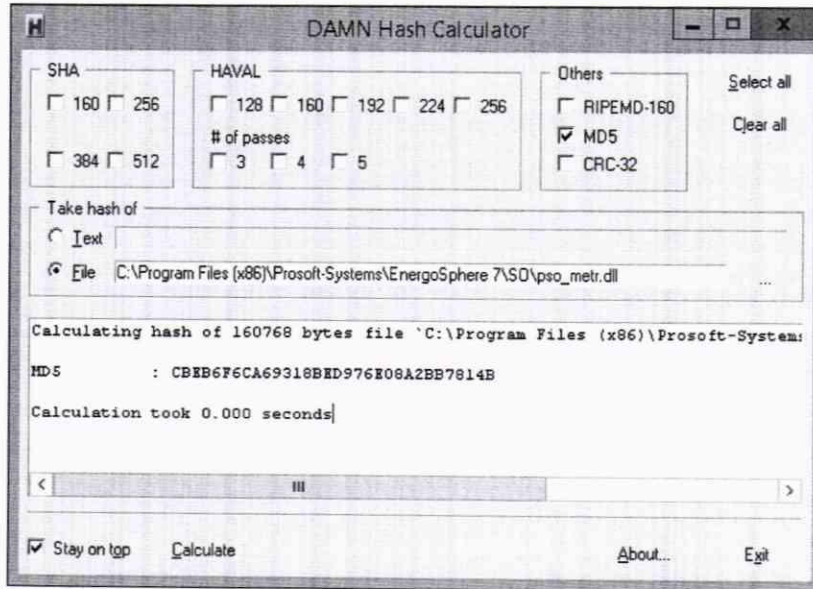 DAMN Hash Calculator
SHA
160 256
384 512
HAVAL
128 160 192 224 256
# of passes
3 4 5
Others
RIPEMD-160
MD5
CRC-32
Select all
Clear all
Take hash of
Text
File C:\Program Files (x86)\Prosoft-Systems\EnergoSphere 7\SO\pso_metr.dll ...
Calculating hash of 160768 bytes file `C:\Program Files (x86)\Prosoft-Systems
MD5 : CBEB6F6CA69318BED976E08A2BB7814B
Calculation took 0.000 seconds
Stay on top Calculate About... Exit